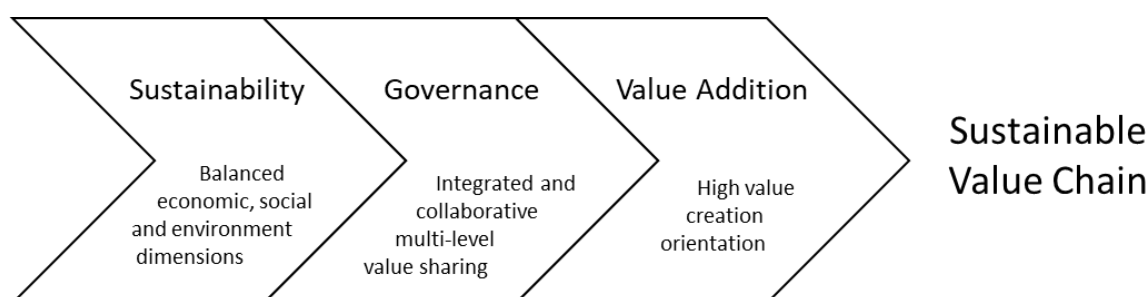 Sustainability
Balanced
economic, social
and environment
dimensions
Governance
Integrated and
collaborative
multi-level
value sharing
Value Addition
High value
creation
orientation
Sustainable
Value Chain